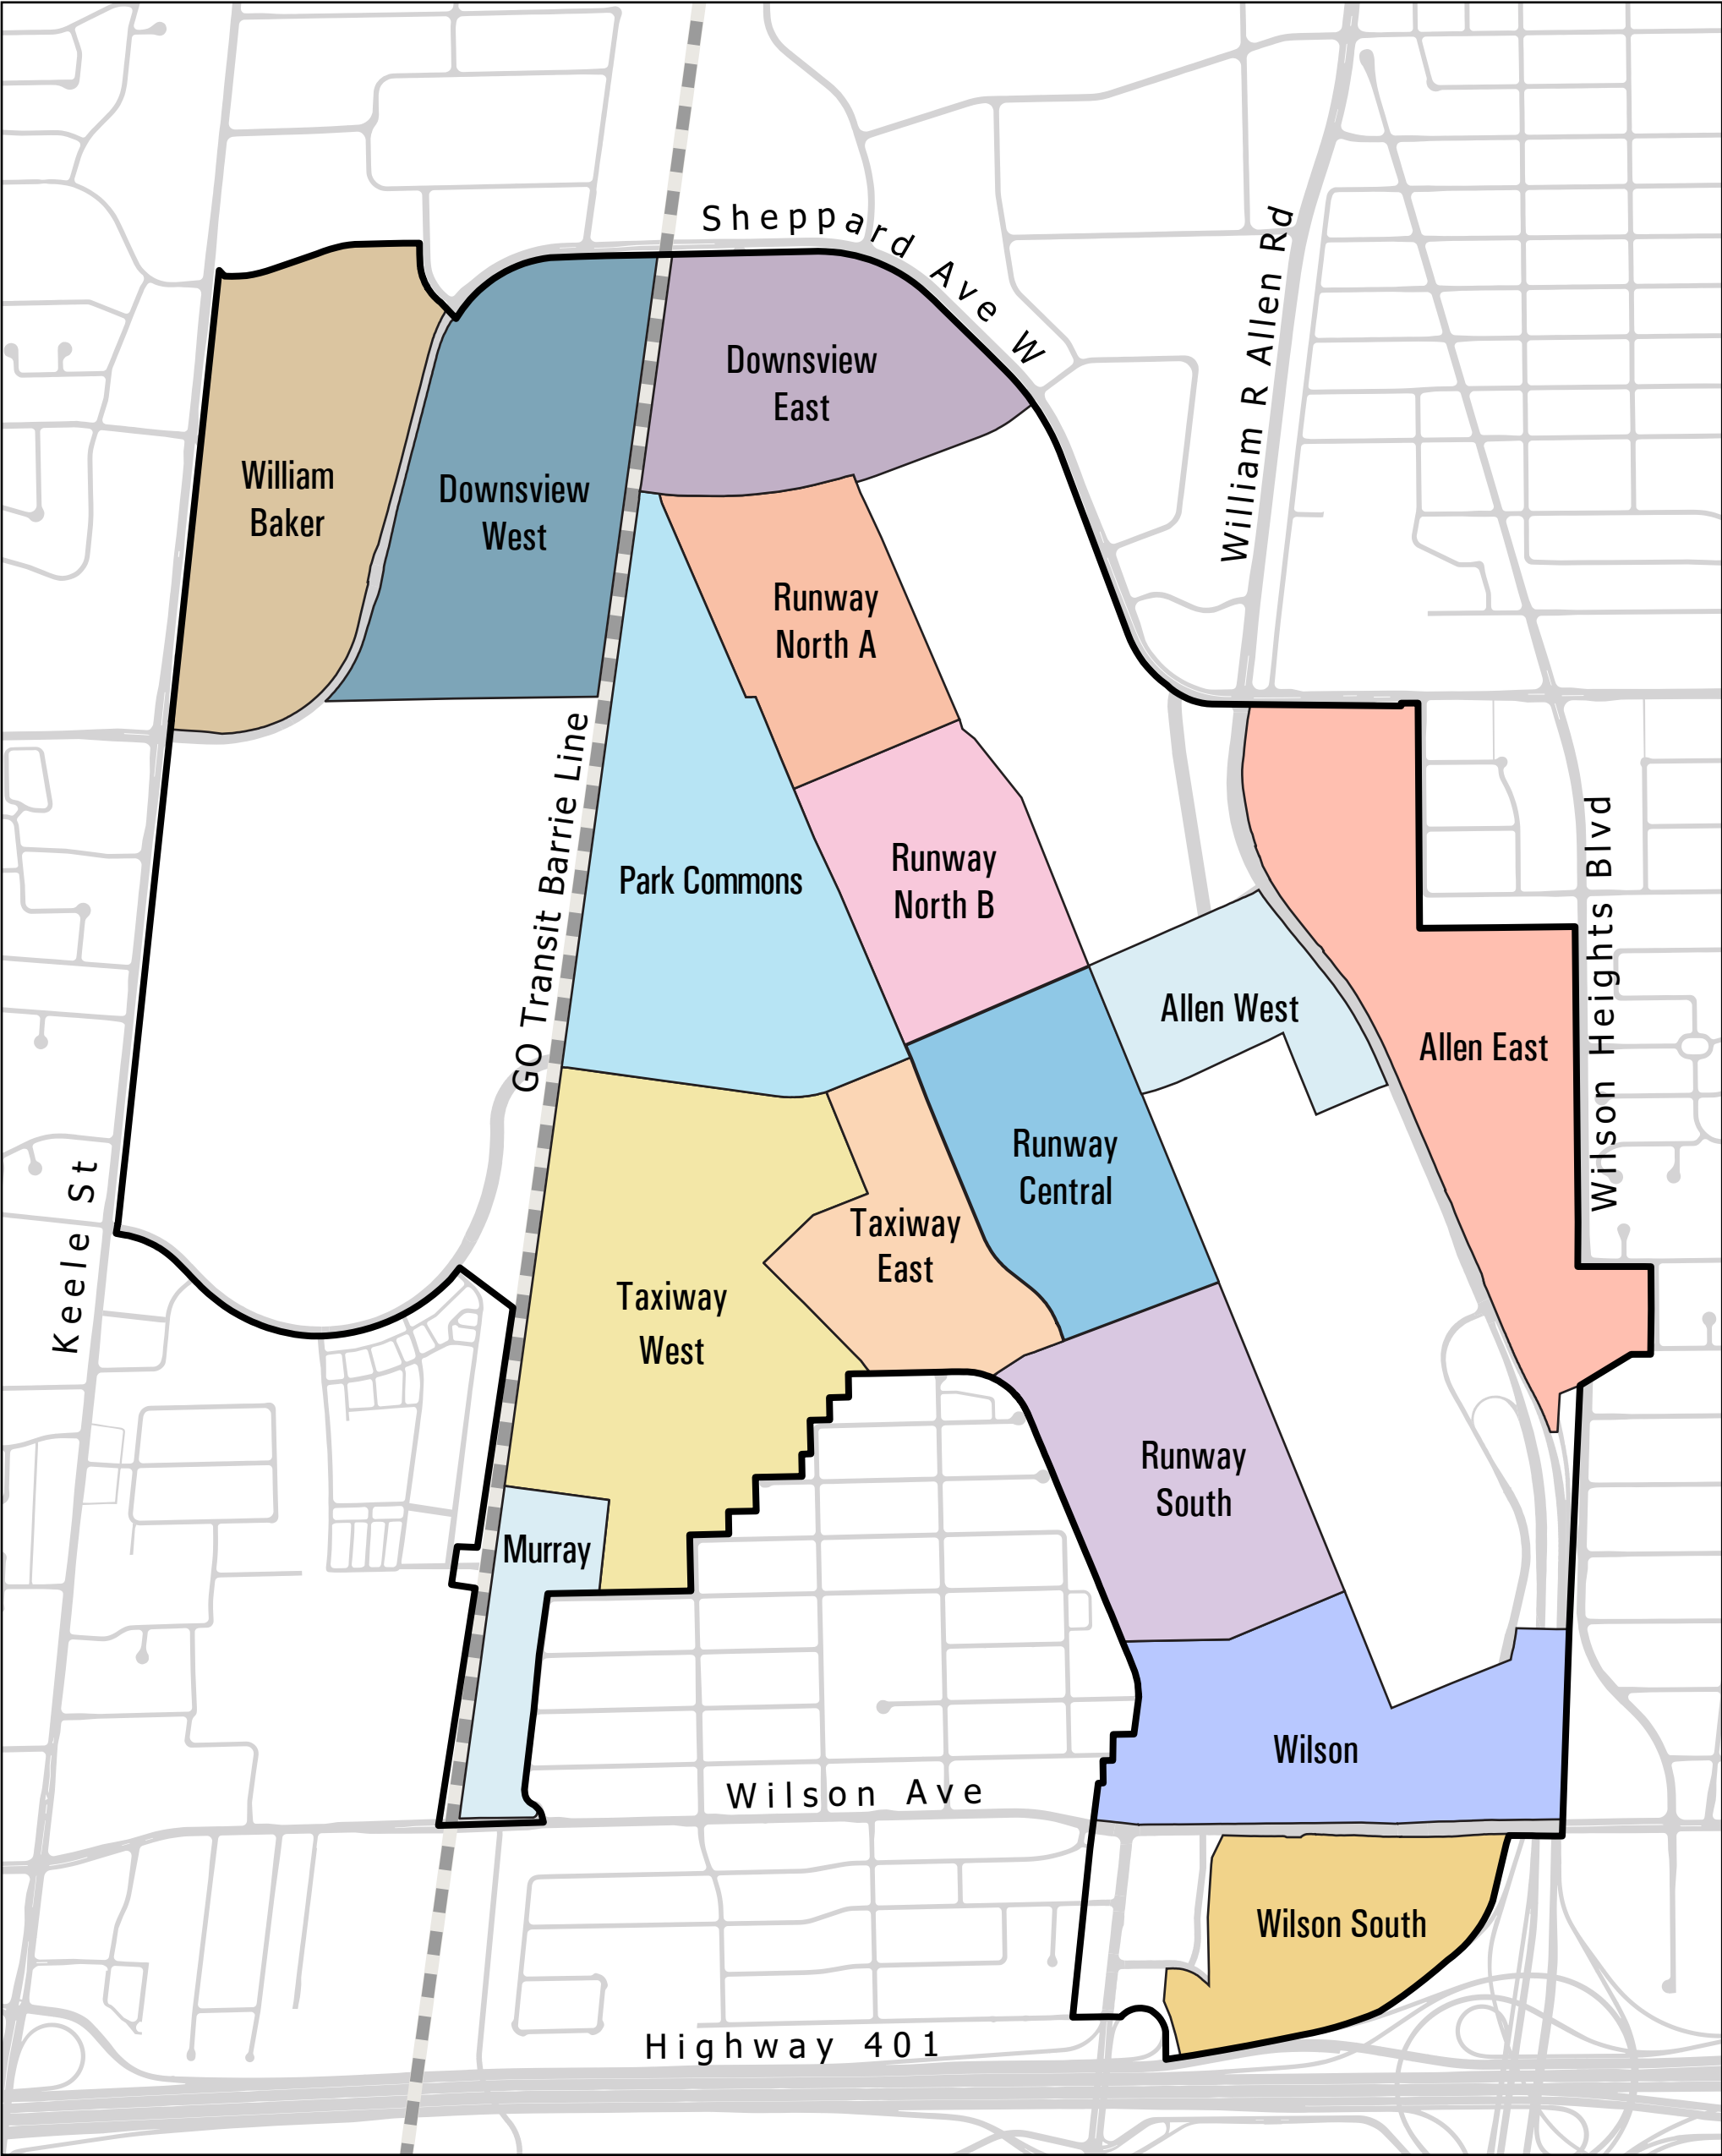 Sheppard Ave W
William R Allen Rd
Downsview
East
William
Baker
Downsview
West
Runway
North A
GO Transit Barrie Line
Park Commons
Runway
North B
Wilson Heights Blvd
Allen West
Allen East
Keele St
Runway
Central
Taxiway
East
Taxiway
West
Runway
South
Murray
Wilson
Wilson Ave
Wilson South
Highway 401